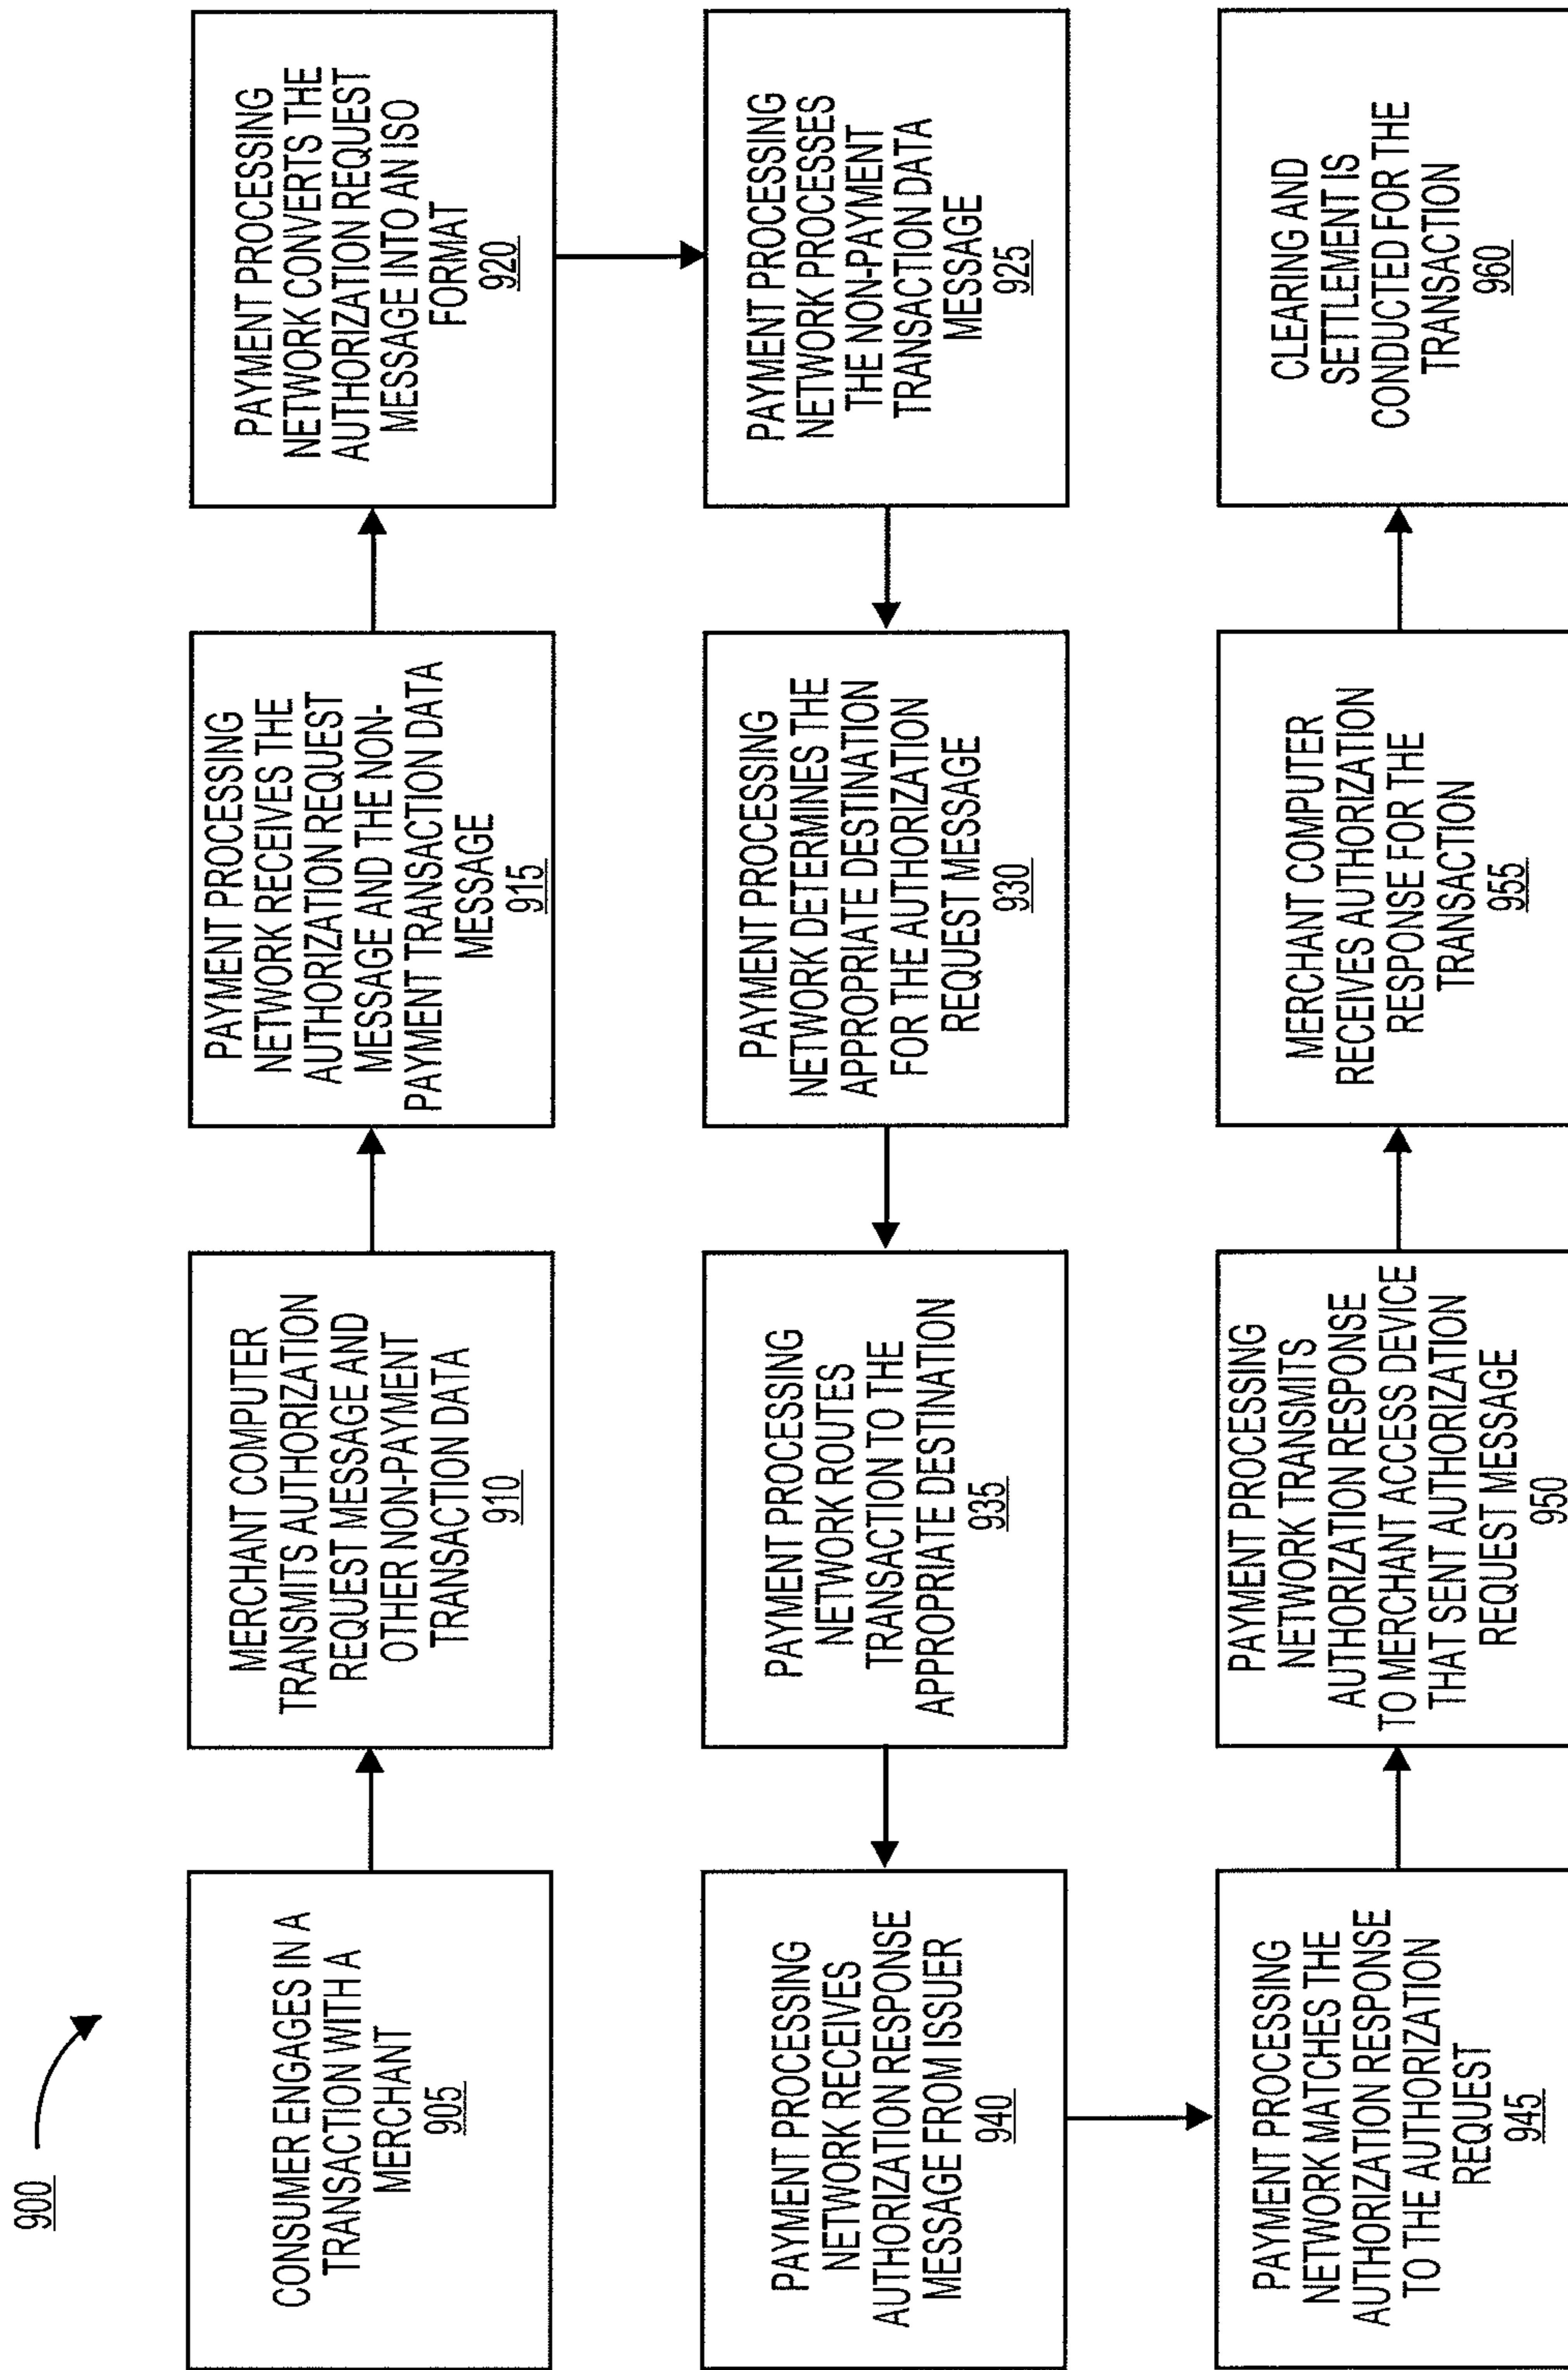 900
CONSUMER ENGAGES IN A
TRANSACTION WITH A
MERCHANT
905
MERCHANT COMPUTER
TRANSMITS AUTHORIZATION
REQUEST MESSAGE AND
OTHER NON-PAYMENT
TRANSACTION DATA
910
PAYMENT PROCESSING
NETWORK RECEIVES THE
AUTHORIZATION REQUEST
MESSAGE AND THE NON-
PAYMENT TRANSACTION DATA
MESSAGE
915
PAYMENT PROCESSING
NETWORK CONVERTS THE
AUTHORIZATION REQUEST
MESSAGE INTO AN ISO
FORMAT
920
PAYMENT PROCESSING
NETWORK PROCESSES
THE NON-PAYMENT
TRANSACTION DATA
MESSAGE
925
PAYMENT PROCESSING
NETWORK DETERMINES THE
APPROPRIATE DESTINATION
FOR THE AUTHORIZATION
REQUEST MESSAGE
930
PAYMENT PROCESSING
NETWORK ROUTES
TRANSACTION TO THE
APPROPRIATE DESTINATION
935
PAYMENT PROCESSING
NETWORK RECEIVES
AUTHORIZATION RESPONSE
MESSAGE FROM ISSUER
940
PAYMENT PROCESSING
NETWORK MATCHES THE
AUTHORIZATION RESPONSE
TO THE AUTHORIZATION
REQUEST
945
PAYMENT PROCESSING
NETWORK TRANSMITS
AUTHORIZATION RESPONSE
TO MERCHANT ACCESS DEVICE
THAT SENT AUTHORIZATION
REQUEST MESSAGE
950
MERCHANT COMPUTER
RECEIVES AUTHORIZATION
RESPONSE FOR THE
TRANSACTION
955
CLEARING AND
SETTLEMENT IS
CONDUCTED FOR THE
TRANSACTION
960